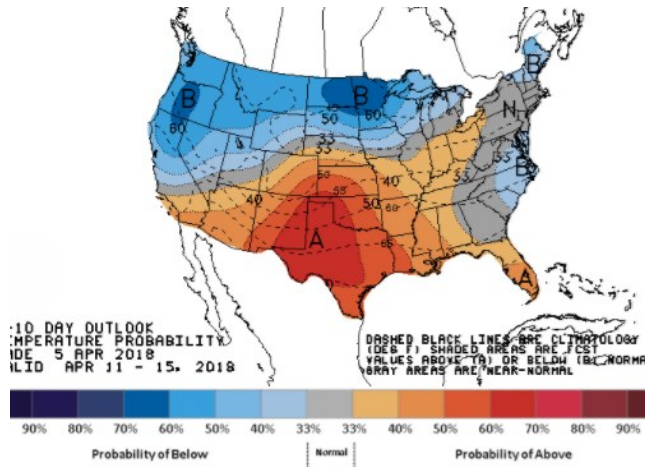 B
B
60
50
60
B
N
33
33
33
50
55
40
40
50
60
B
A
65
A
-10 DAY OUTLOOK
EMPERATURE PROBABILITY
ADE 5 APR 2018
ALID APR 11 - 15, 2018
DASHED BLACK LINES ARE CLIMATOLOGY
(DEG F) SHADED AREAS ARE FCST
VALUES ABOVE (A) OR BELOW (B) NORMAL
GRAY AREAS ARE NEAR-NORMAL
90% 80% 70% 60% 50% 40% 33% 33% 40% 50% 60% 70% 80% 90%
Probability of Below Normal Probability of Above